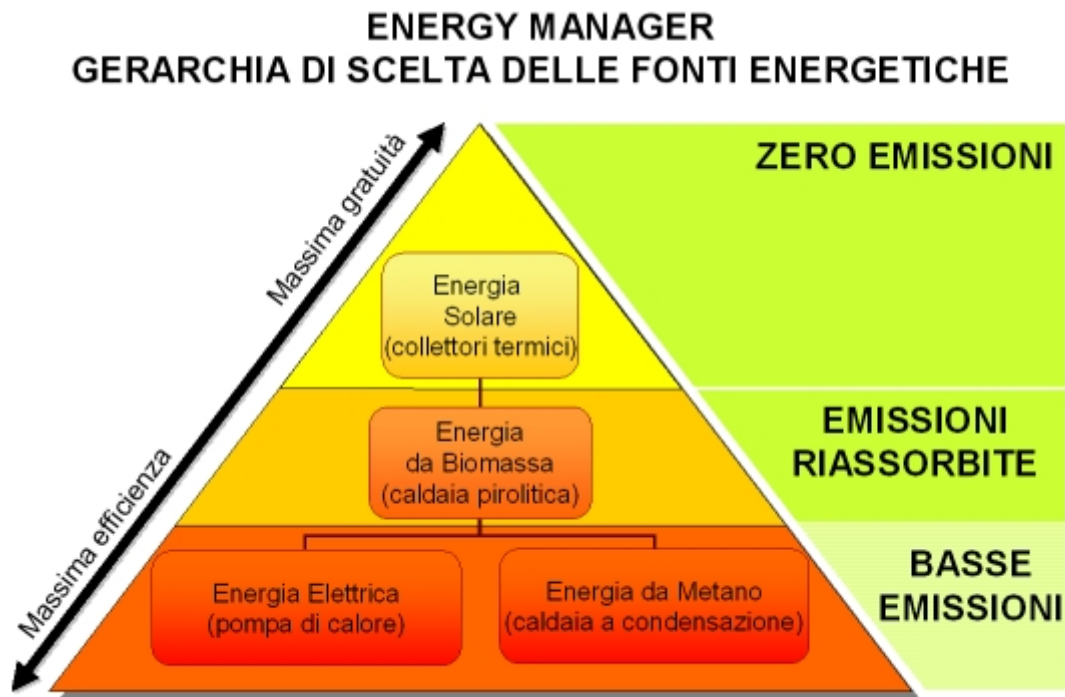 ENERGY MANAGER
GERARCHIA DI SCELTA DELLE FONTI ENERGETICHE
Massima gratuità
Massima efficienza
ZERO EMISSIONI
Energia
Solare
(collettori termici)
EMISSIONI
RIASSORBITE
Energia
da Biomassa
(caldaia pirolitica)
BASSE
EMISSIONI
Energia Elettrica
(pompa di calore)
Energia da Metano
(caldaia a condensazione)